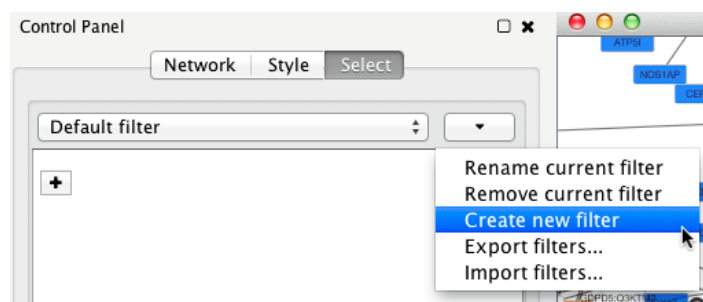 Control Panel
Network Style Select
Default filter
Rename current filter
Remove current filter
Create new filter
Export filters...
Import filters...
ATP5I
NOS1AP